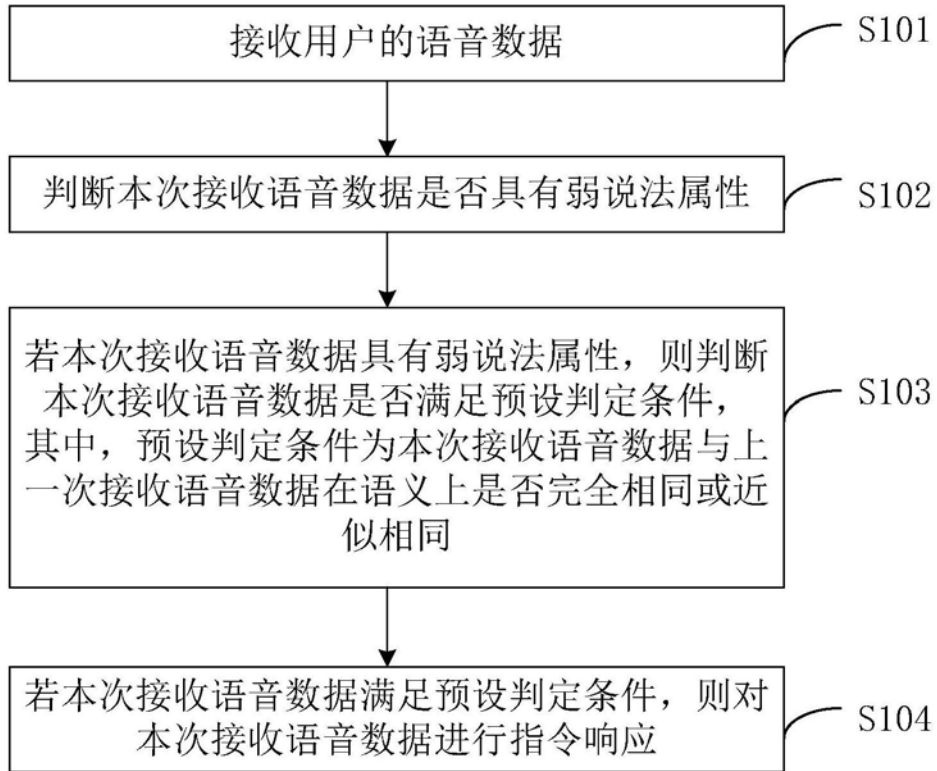 接收用户的语音数据
S101
判断本次接收语音数据是否具有弱说法属性
S102
若本次接收语音数据具有弱说法属性，则判断
本次接收语音数据是否满足预设判定条件，
其中，预设判定条件为本次接收语音数据与上
一次接收语音数据在语义上是否完全相同或近
似相同
S103
若本次接收语音数据满足预设判定条件，则对
本次接收语音数据进行指令响应
S104